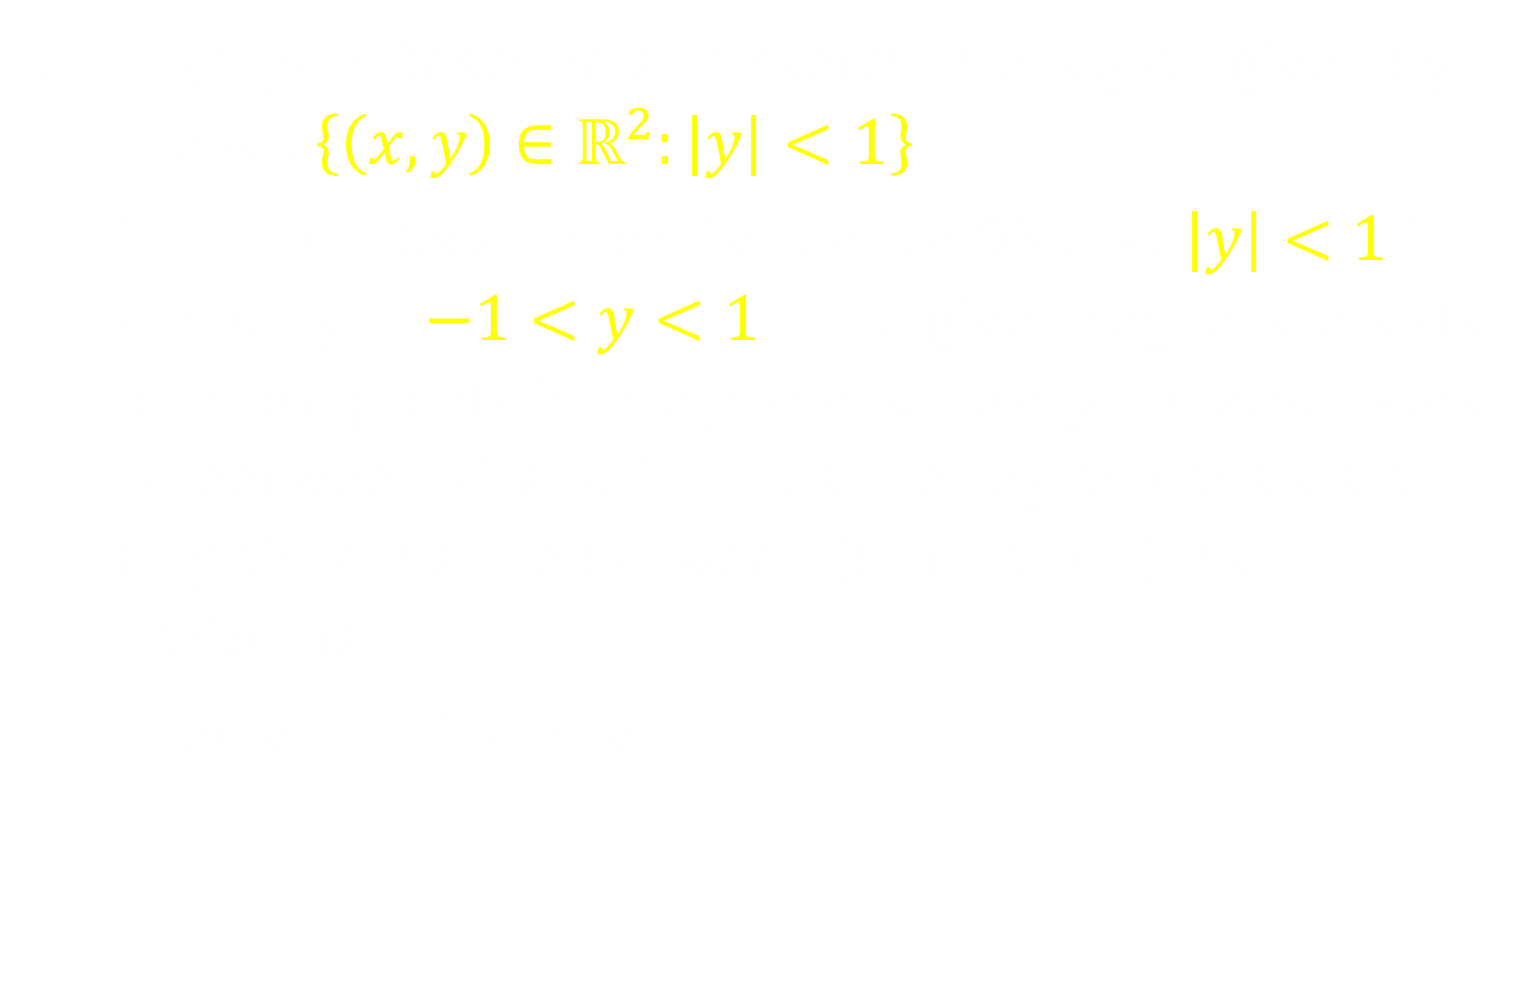 {(x, y) ∈ ℝ²: |y| < 1}
|y| < 1
−1 < y < 1